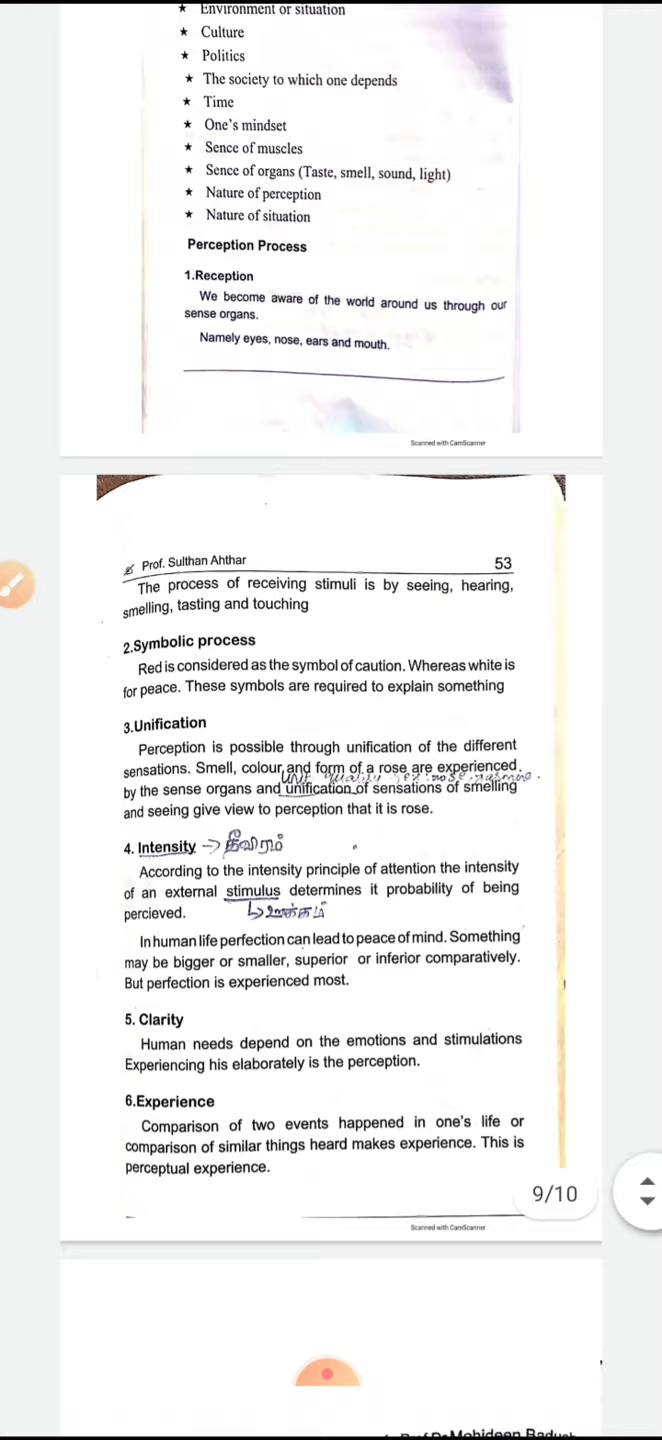 ★ Environment or situation
★ Culture
★ Politics
★ The society to which one depends
★ Time
★ One's mindset
★ Sence of muscles
★ Sence of organs (Taste, smell, sound, light)
★ Nature of perception
★ Nature of situation
Perception Process
1.Reception
We become aware of the world around us through our
sense organs.
Namely eyes, nose, ears and mouth.
Scanned with CamScanner
Prof. Sulthan Ahthar 53
The process of receiving stimuli is by seeing, hearing,
smelling, tasting and touching
2.Symbolic process
Red is considered as the symbol of caution. Whereas white is
for peace. These symbols are required to explain something
3.Unification
Perception is possible through unification of the different
sensations. Smell, colour, and form of a rose are experienced.
quality
by the sense organs and unification of sensations of smelling
and seeing give view to perception that it is rose.
4. Intensity → தீவிரம்
According to the intensity principle of attention the intensity
of an external stimulus determines it probability of being
percieved. ஊக்கம்
In human life perfection can lead to peace of mind. Something
may be bigger or smaller, superior or inferior comparatively.
But perfection is experienced most.
5. Clarity
Human needs depend on the emotions and stimulations
Experiencing his elaborately is the perception.
6.Experience
Comparison of two events happened in one's life or
comparison of similar things heard makes experience. This is
perceptual experience.
9/10
Scanned with CamScanner